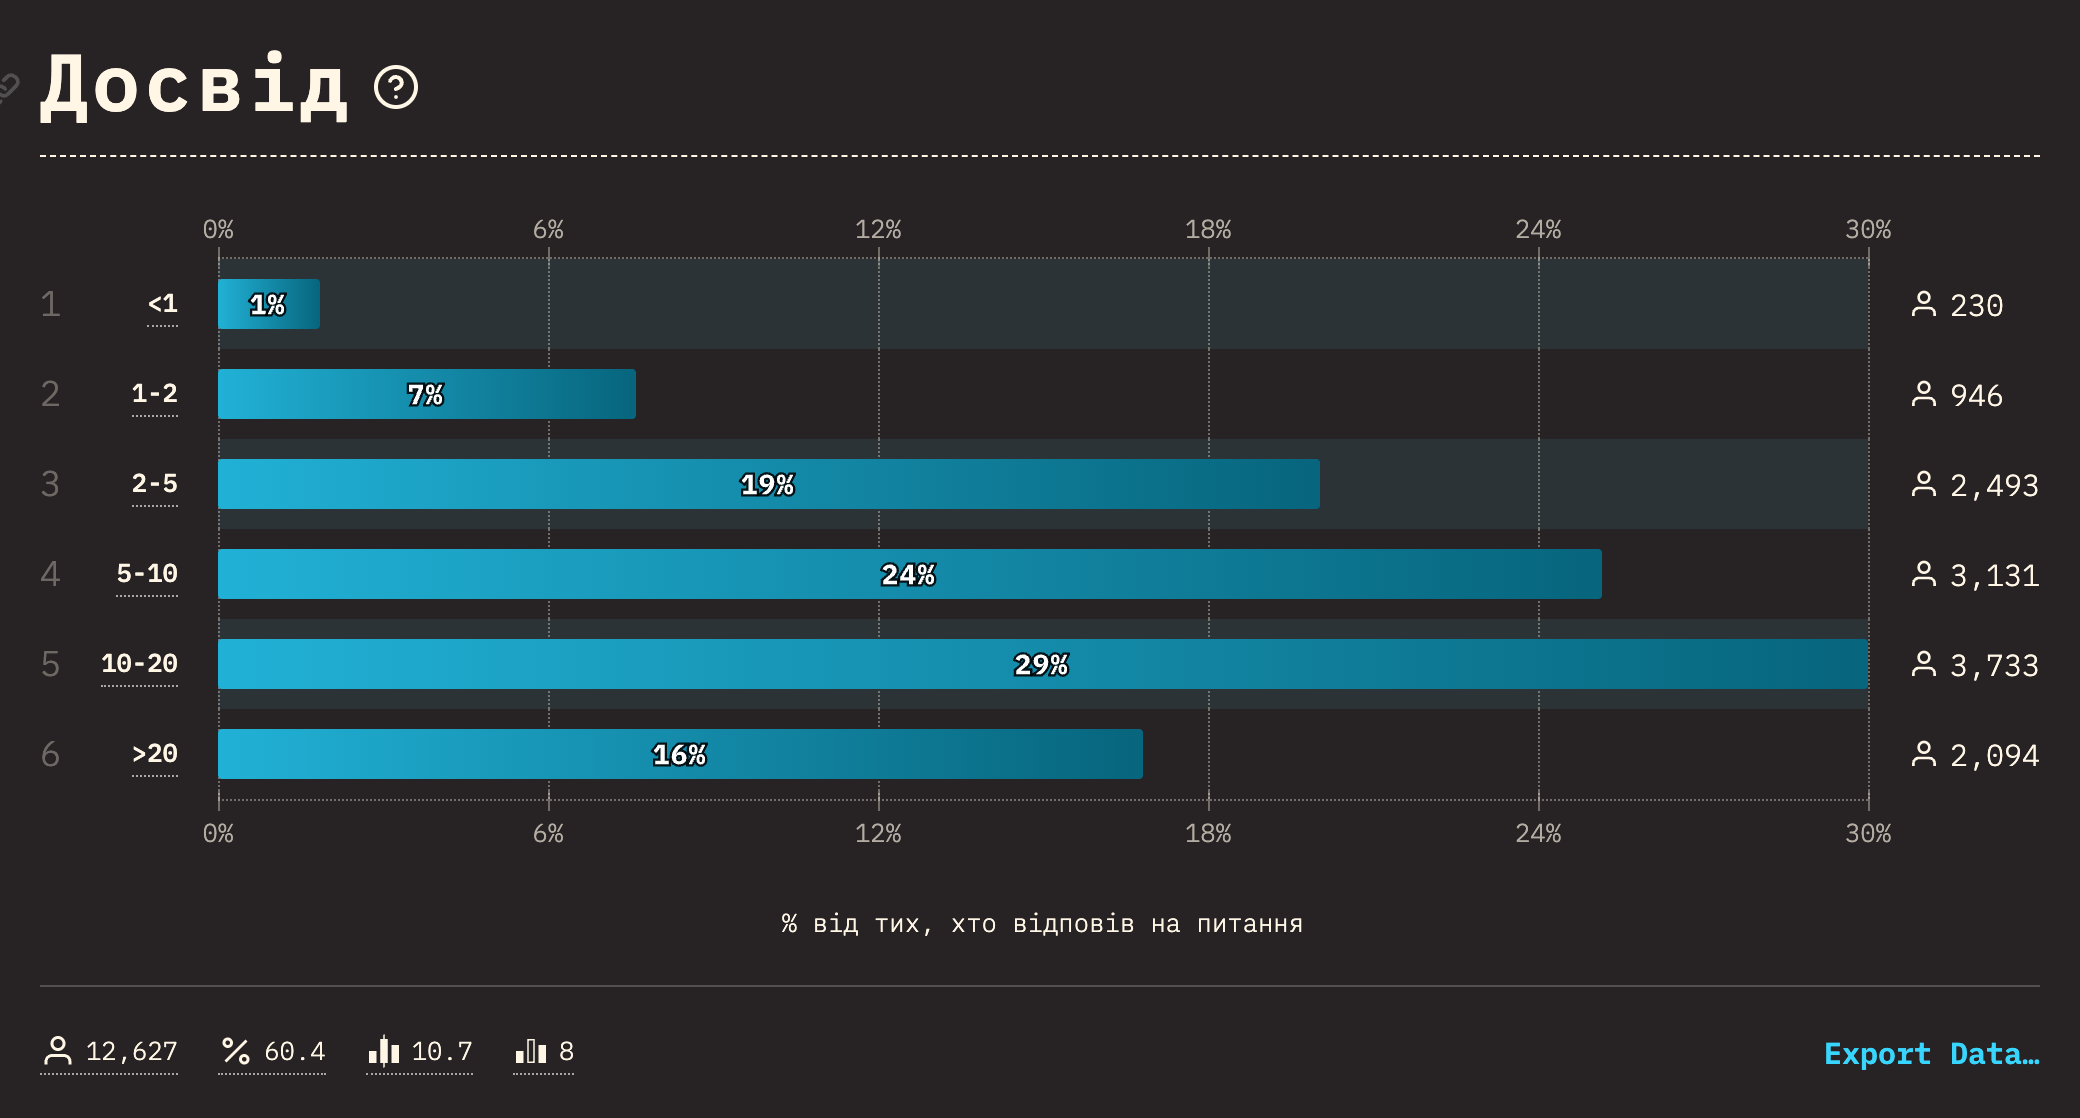 Досвід ?
0% 6% 12% 18% 24% 30%
1 <1 1% 230
2 1-2 7% 946
3 2-5 19% 2,493
4 5-10 24% 3,131
5 10-20 29% 3,733
6 >20 16% 2,094
0% 6% 12% 18% 24% 30%
% від тих, хто відповів на питання
12,627 % 60.4 10.7 8 Export Data…